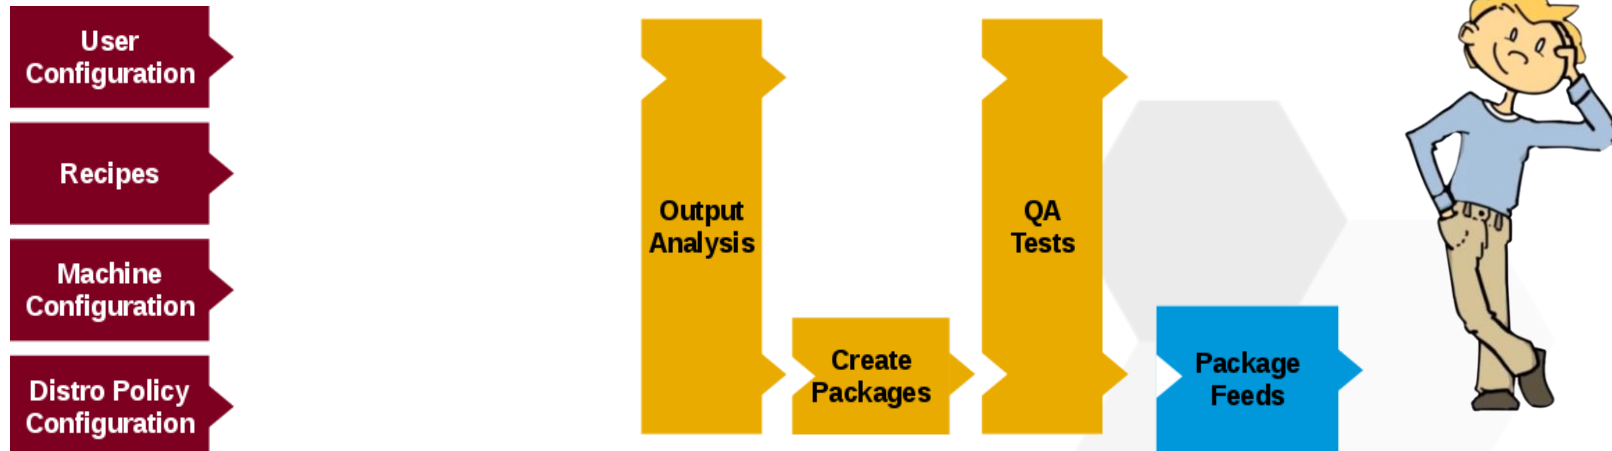 User
Configuration
Recipes
Machine
Configuration
Distro Policy
Configuration
Output
Analysis
Create
Packages
QA
Tests
Package
Feeds